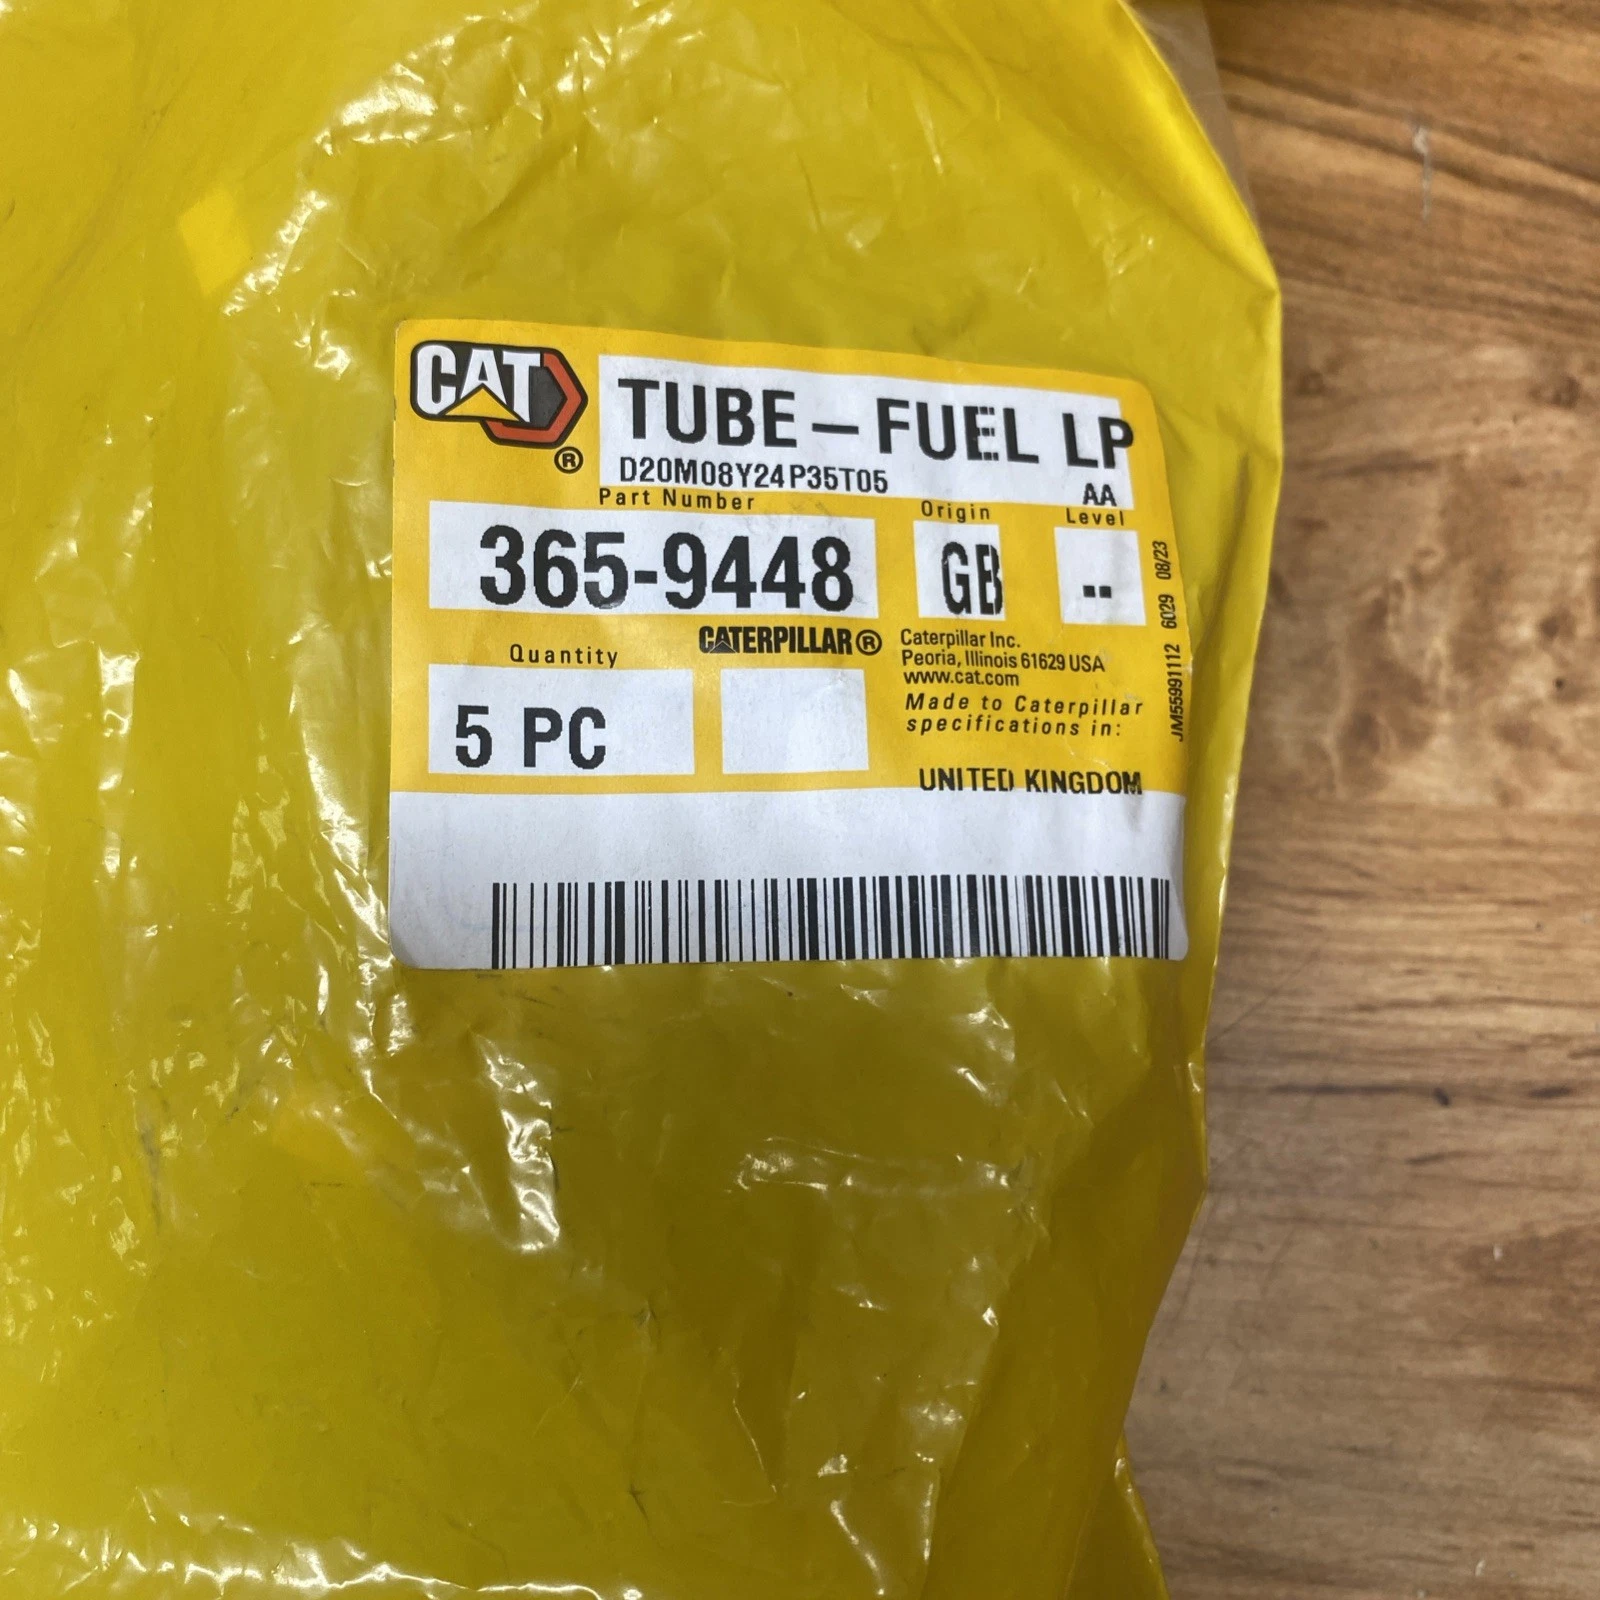 CAT
®
TUBE-FUEL LP
D20M08Y24P35T05
AA
Part Number
Origin
Level
365-9448
GB
--
CATERPILLAR®
Quantity
5 PC
Caterpillar Inc.
Peoria, Illinois 61629 USA
www.cat.com
Made to Caterpillar
specifications in:
UNITED KINGDOM
JM55991112 6029 08/23